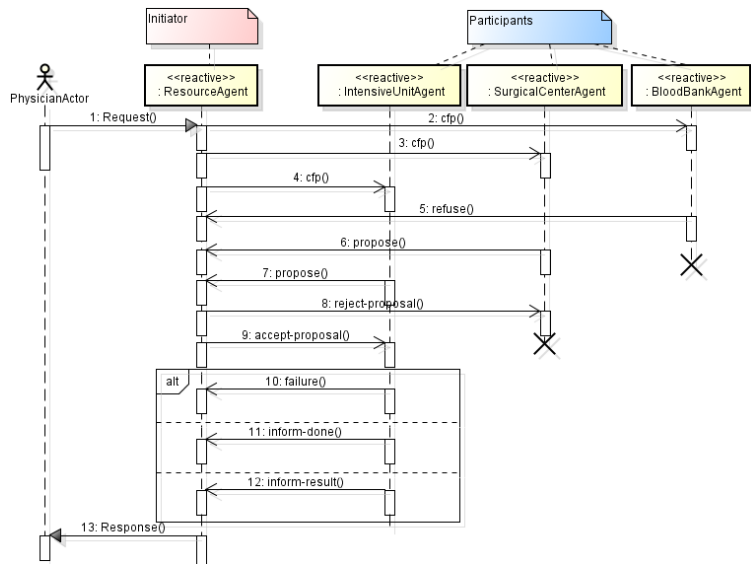 Initiator
Participants
<<reactive>>
: ResourceAgent
<<reactive>>
: IntensiveUnitAgent
<<reactive>>
: SurgicalCenterAgent
<<reactive>>
: BloodBankAgent
PhysicianActor
1: Request()
2: cfp()
3: cfp()
4: cfp()
5: refuse()
6: propose()
7: propose()
8: reject-proposal()
9: accept-proposal()
alt
10: failure()
11: inform-done()
12: inform-result()
13: Response()